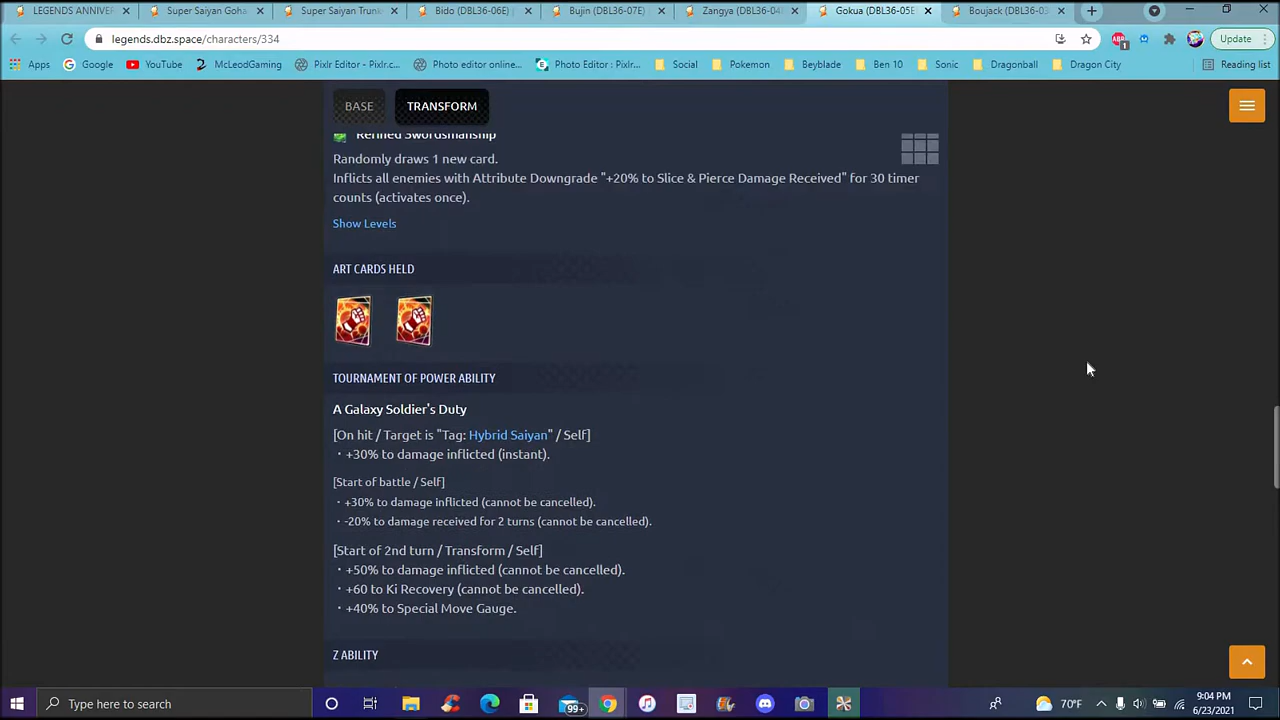 LEGENDS ANNIVER
Super Saiyan Goha
Super Saiyan Trunk
Bido (DBL36-06E)
Bujin (DBL36-07E)
Zangya (DBL36-04
Gokua (DBL36-05E
Boujack (DBL36-03
legends.dbz.space/characters/334
Update
Apps
Google
YouTube
McLeodGaming
Pixlr Editor - Pixlr.c...
Photo editor online...
Photo Editor : Pixlr...
Social
Pokemon
Beyblade
Ben 10
Sonic
Dragonball
Dragon City
Reading list
BASE
TRANSFORM
Refined Swordsmanship
Randomly draws 1 new card.
Inflicts all enemies with Attribute Downgrade "+20% to Slice & Pierce Damage Received" for 30 timer
counts (activates once).
Show Levels
ART CARDS HELD
TOURNAMENT OF POWER ABILITY
A Galaxy Soldier's Duty
[On hit / Target is "Tag: Hybrid Saiyan" / Self]
・+30% to damage inflicted (instant).
[Start of battle / Self]
・+30% to damage inflicted (cannot be cancelled).
・-20% to damage received for 2 turns (cannot be cancelled).
[Start of 2nd turn / Transform / Self]
・+50% to damage inflicted (cannot be cancelled).
・+60 to Ki Recovery (cannot be cancelled).
・+40% to Special Move Gauge.
Z ABILITY
Type here to search
99+
70°F
9:04 PM
6/23/2021